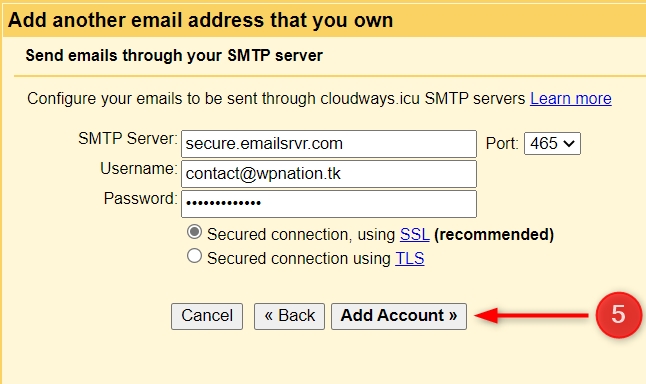 Add another email address that you own
Send emails through your SMTP server
Configure your emails to be sent through cloudways.icu SMTP servers Learn more
SMTP Server: secure.emailsrvr.com Port: 465
Username: contact@wpnation.tk
Password: •••••••••••••
Secured connection, using SSL (recommended)
Secured connection using TLS
Cancel « Back Add Account » 5